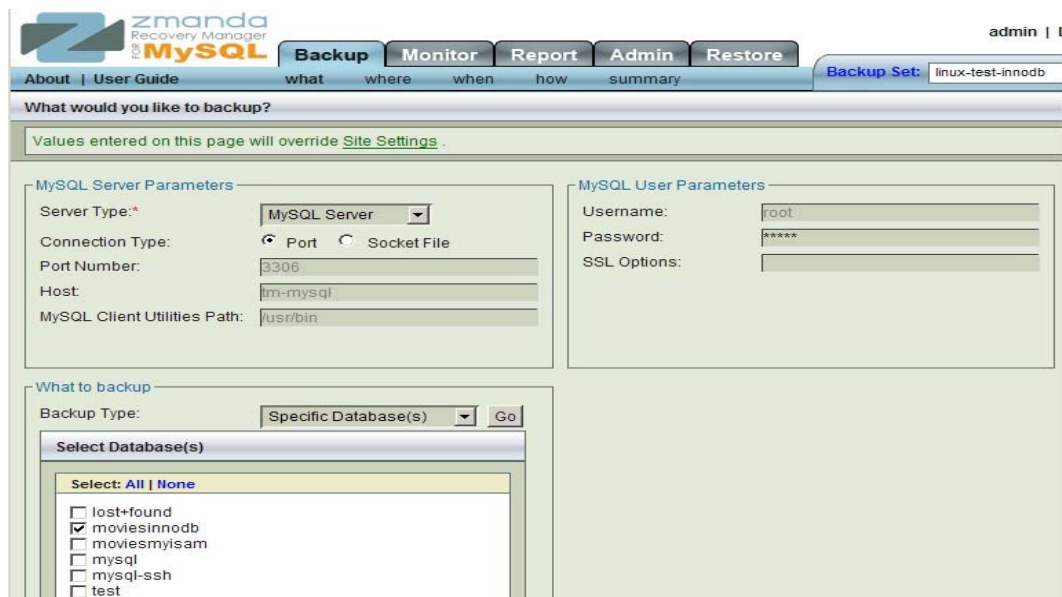 zmanda
Recovery Manager
FOR MySQL
admin |
Backup Monitor Report Admin Restore
About | User Guide what where when how summary
Backup Set: linux-test-innodb
What would you like to backup?
Values entered on this page will override Site Settings .
MySQL Server Parameters
Server Type:* MySQL Server
Connection Type: Port Socket File
Port Number: 3306
Host: tm-mysql
MySQL Client Utilities Path: /usr/bin
MySQL User Parameters
Username: root
Password: *****
SSL Options:
What to backup
Backup Type: Specific Database(s) Go
Select Database(s)
Select: All | None
lost+found
moviesinnodb
moviesmyisam
mysql
mysql-ssh
test